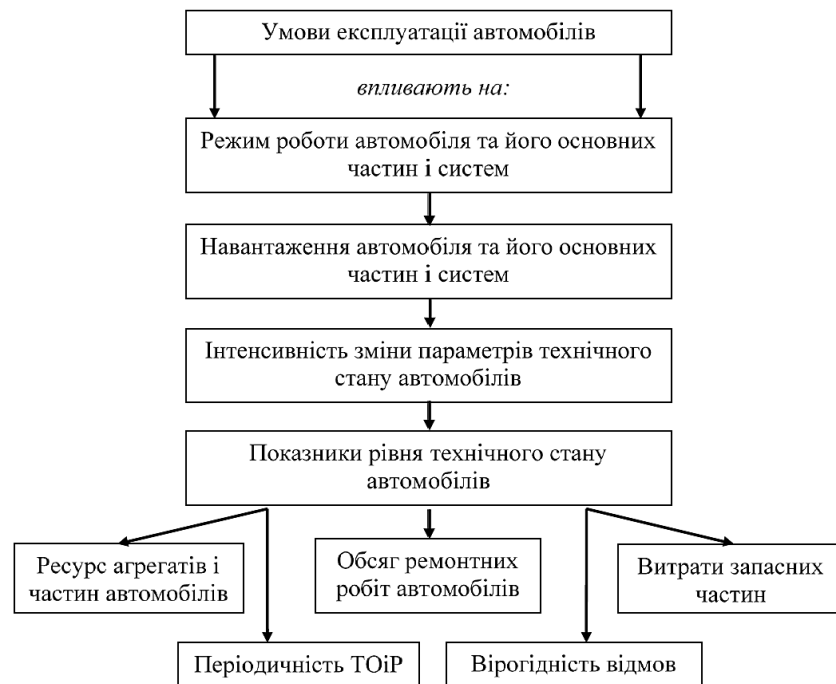 Умови експлуатації автомобілів
впливають на:
Режим роботи автомобіля та його основних
частин і систем
Навантаження автомобіля та його основних
частин і систем
Інтенсивність зміни параметрів технічного
стану автомобілів
Показники рівня технічного стану
автомобілів
Ресурс агрегатів і
частин автомобілів
Обсяг ремонтних
робіт автомобілів
Витрати запасних
частин
Періодичність ТОіР
Вірогідність відмов